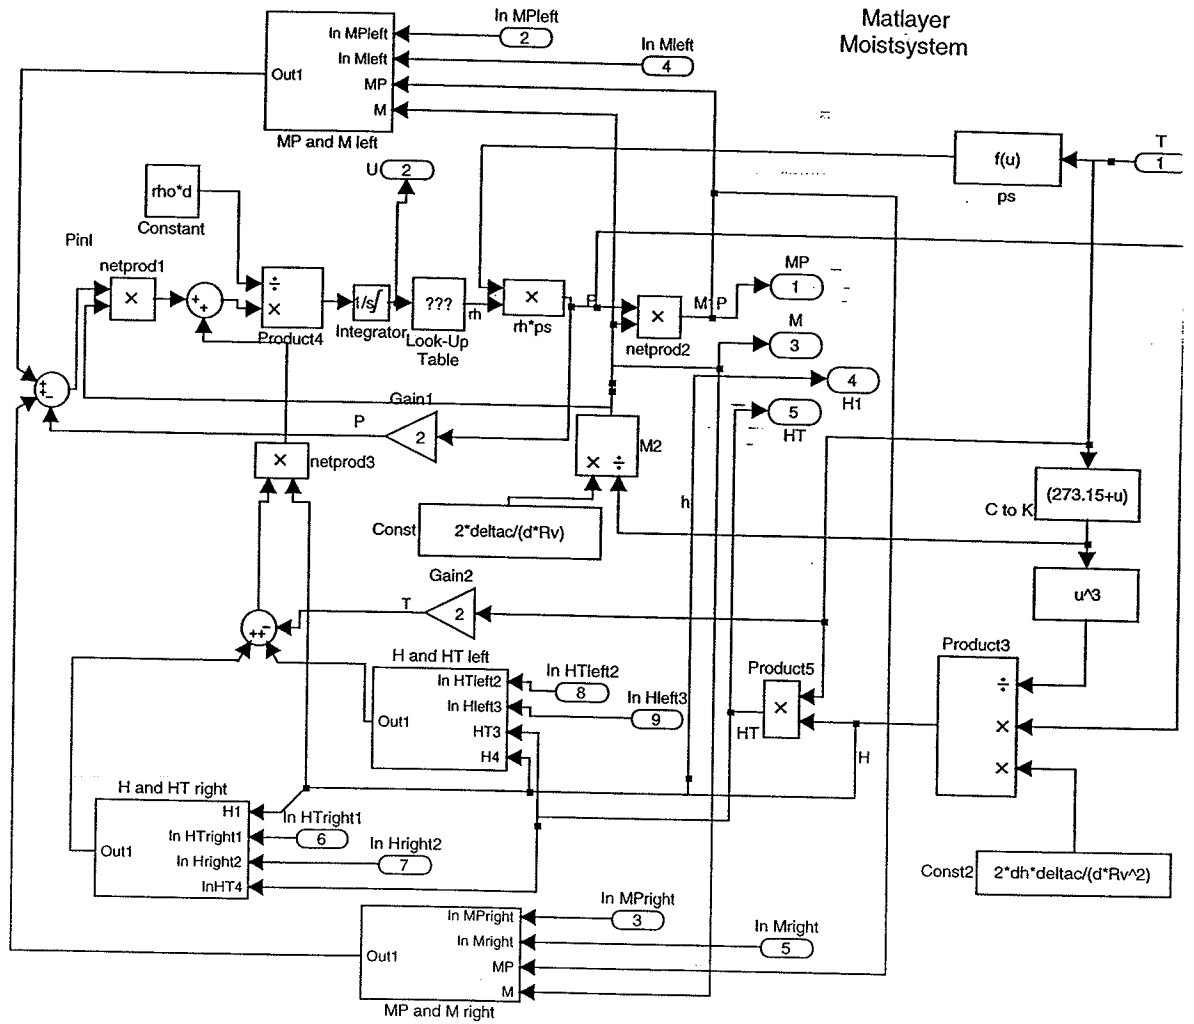 Matlayer
Moistsystem
In MPleft
2
In Mleft
4
In MPleft
In Mleft
Out1
MP
M
MP and M left
T
1
f(u)
ps
U
2
rho*d
Constant
PinI
netprod1
×
+
+
÷
×
Product4
1/s
Integrator
???
Look-Up
Table
rh
×
rh*ps
P
×
netprod2
M
P
MP
1
M
3
4
H1
5
HT
+
+-
Gain1
P
2
M2
× ÷
×
netprod3
h
Const
2*deltac/(d*Rv)
(273.15+u)
C to K
u^3
Gain2
T
2
++-
Product3
÷
×
×
Product5
×
HT
H
H and HT left
In HTleft2
In Hleft3
Out1
HT3
H4
In HTleft2
8
In Hleft3
9
H and HT right
H1
In HTright1
Out1
In Hright2
InHT4
In HTright1
6
In Hright2
7
Const2
2*dh*deltac/(d*Rv^2)
In MPright
3
In Mright
5
In MPright
In Mright
Out1
MP
M
MP and M right